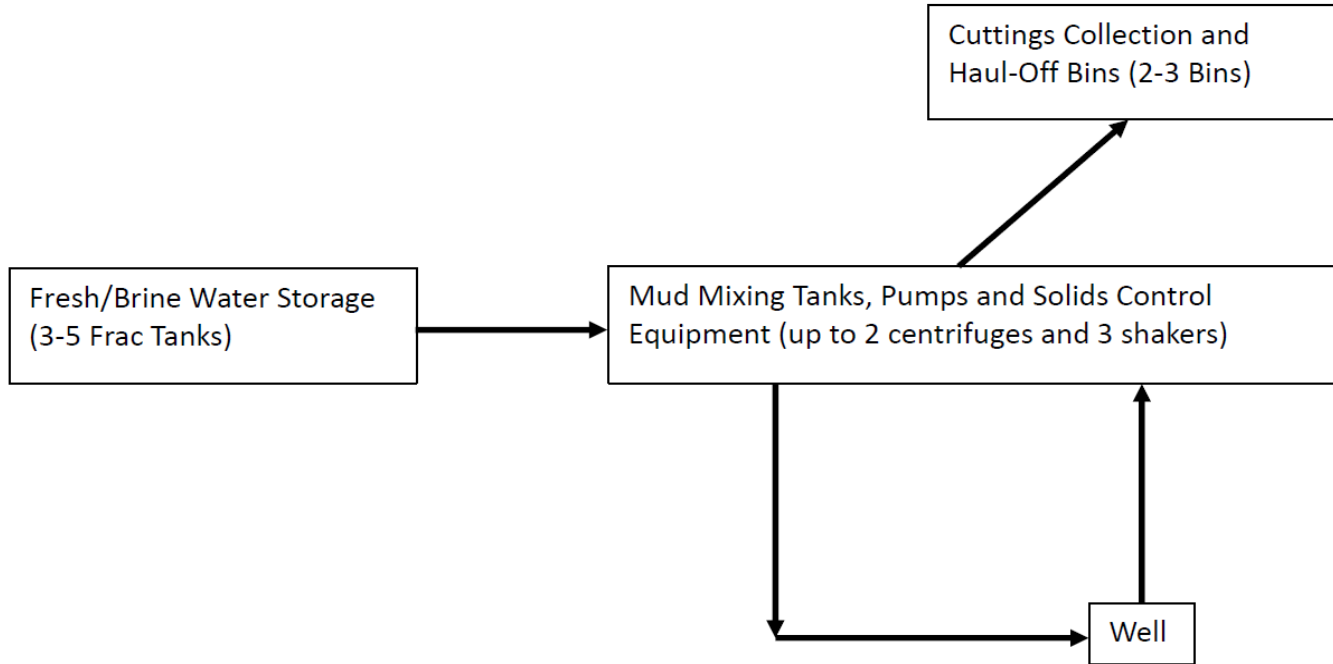 Cuttings Collection and
Haul-Off Bins (2-3 Bins)
Fresh/Brine Water Storage
(3-5 Frac Tanks)
Mud Mixing Tanks, Pumps and Solids Control
Equipment (up to 2 centrifuges and 3 shakers)
Well